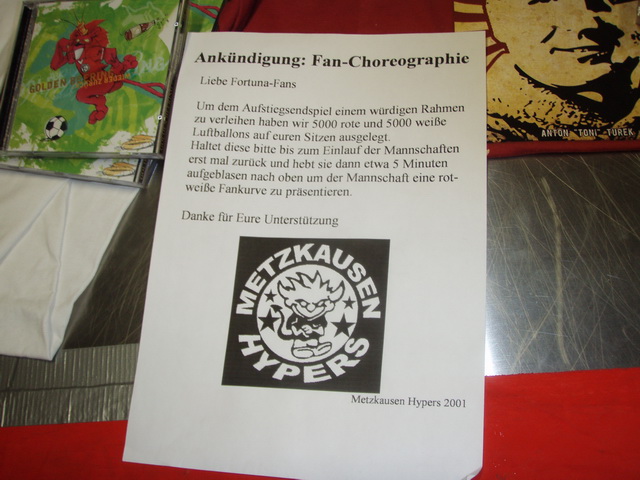 Ankündigung: Fan-Choreographie
Liebe Fortuna-Fans
Um dem Aufstiegsendspiel einem würdigen Rahmen
zu verleihen haben wir 5000 rote und 5000 weiße
Luftballons auf euren Sitzen ausgelegt.
Haltet diese bitte bis zum Einlauf der Mannschaften
erst mal zurück und hebt sie dann etwa 5 Minuten
aufgeblasen nach oben um der Mannschaft eine rot-
weiße Fankurve zu präsentieren.
Danke für Eure Unterstützung
METZKAUSEN
HYPERS
Metzkausen Hypers 2001
ANTON "TONI" TUREK
GOLDEN